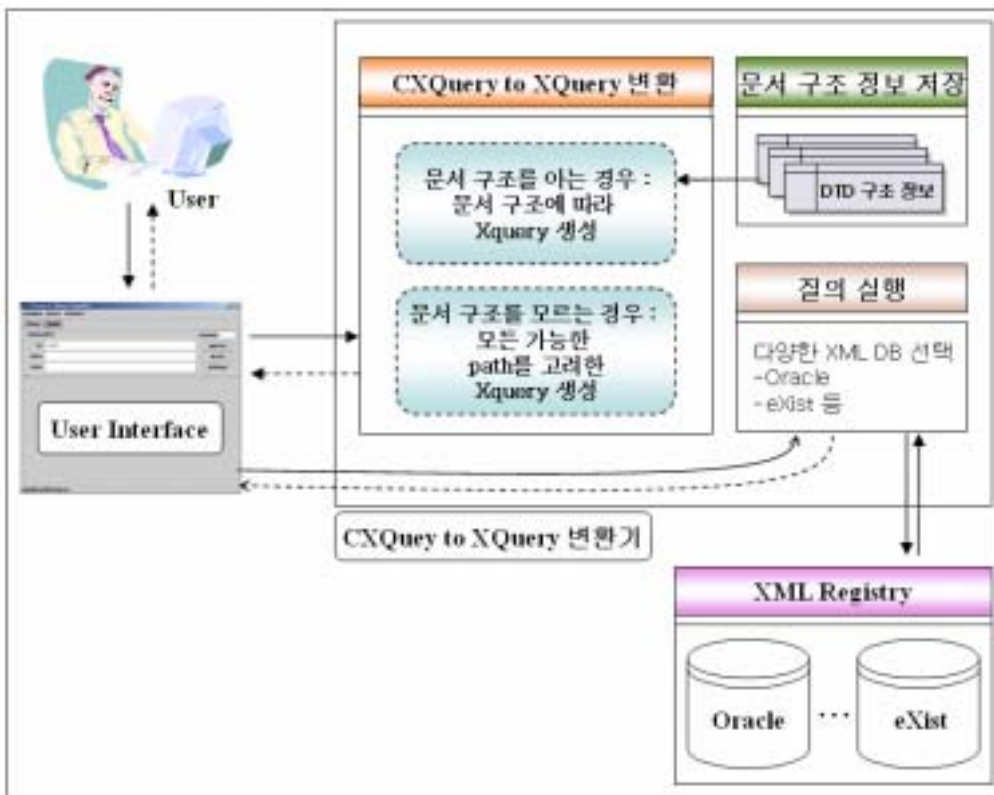 CXQuery to XQuery 변환
문서 구조를 아는 경우 :
문서 구조에 따라
Xquery 생성
문서 구조를 모르는 경우 :
모든 가능한
path를 고려한
Xquery 생성
문서 구조 정보 저장
DTD 구조 정보
질의 실행
다양한 XML DB 선택
-Oracle
-eXist 등
User
User Interface
CXQuey to XQuery 변환기
XML Registry
Oracle
...
eXist